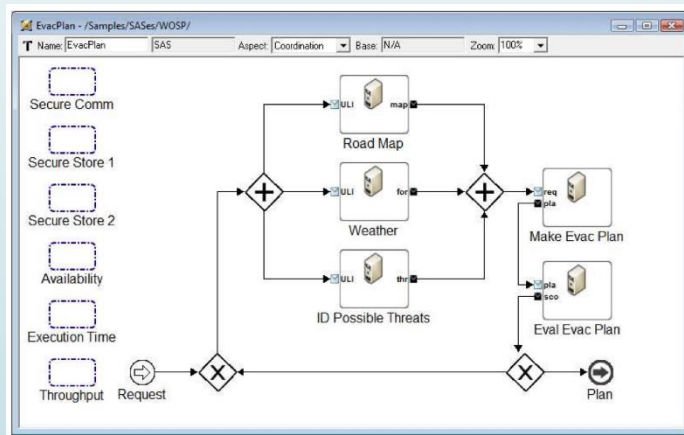 EvacPlan - /Samples/SASes/WOSP/
T Name: EvacPlan SAS Aspect: Coordination Base: N/A Zoom: 100%
Secure Comm
Secure Store 1
Secure Store 2
Availability
Execution Time
Throughput
Request
ULI map
Road Map
ULI for
Weather
ULI thr
ID Possible Threats
req
pla
Make Evac Plan
pla
sco
Eval Evac Plan
Plan